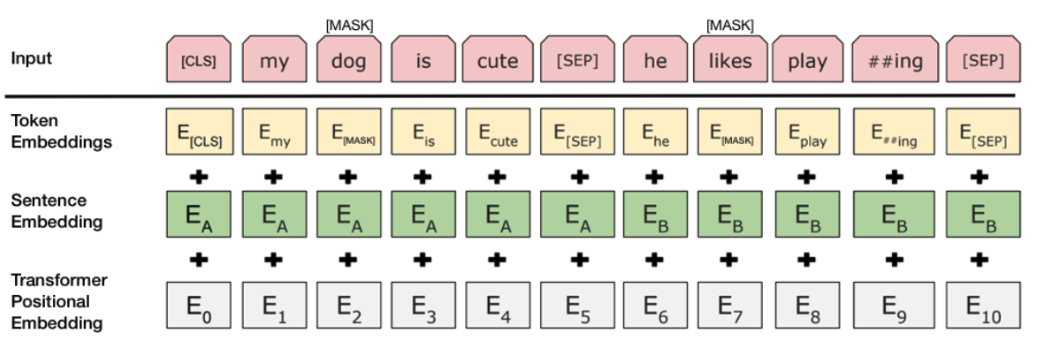 [MASK] [MASK]
Input [CLS] my dog is cute [SEP] he likes play ##ing [SEP]
Token
Embeddings
E[CLS] Emy E[MASK] Eis Ecute E[SEP] Ehe E[MASK] Eplay E##ing E[SEP]
+ + + + + + + + + + +
Sentence
Embedding
EA EA EA EA EA EA EB EB EB EB EB
+ + + + + + + + + + +
Transformer
Positional
Embedding
E0 E1 E2 E3 E4 E5 E6 E7 E8 E9 E10